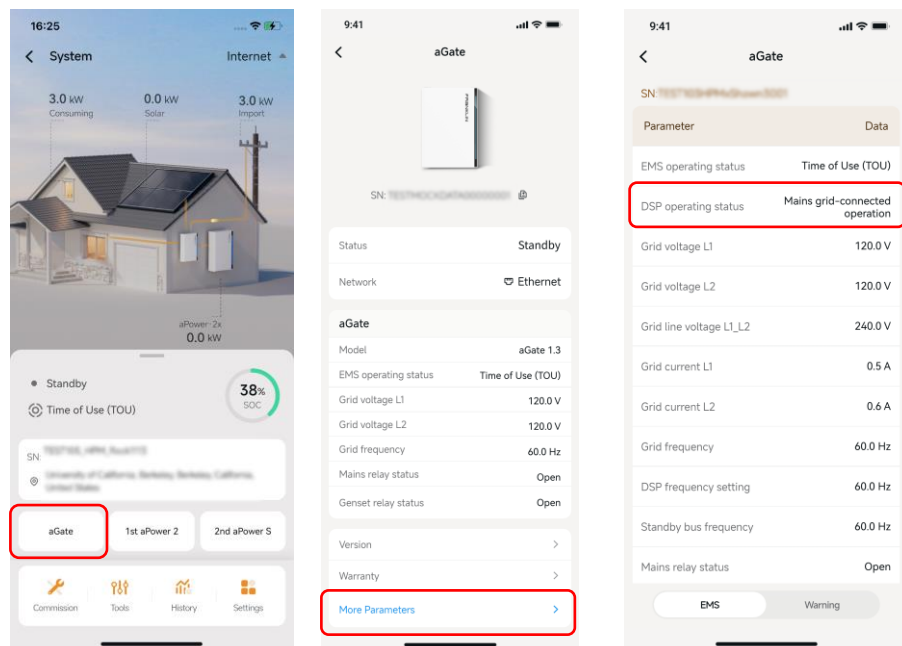 16:25
System
Internet
3.0 kW
Consuming
0.0 kW
Solar
3.0 kW
Import
aPower· 2x
0.0 kW
Standby
Time of Use (TOU)
38%
SOC
SN:
aGate
1st aPower 2
2nd aPower S
Commission
Tools
History
Settings
9:41
aGate
SN:
Status Standby
Network Ethernet
aGate
Model aGate 1.3
EMS operating status Time of Use (TOU)
Grid voltage L1 120.0 V
Grid voltage L2 120.0 V
Grid frequency 60.0 Hz
Mains relay status Open
Genset relay status Open
Version
Warranty
More Parameters
9:41
aGate
SN:
Parameter Data
EMS operating status Time of Use (TOU)
DSP operating status Mains grid-connected
operation
Grid voltage L1 120.0 V
Grid voltage L2 120.0 V
Grid line voltage L1_L2 240.0 V
Grid current L1 0.5 A
Grid current L2 0.6 A
Grid frequency 60.0 Hz
DSP frequency setting 60.0 Hz
Standby bus frequency 60.0 Hz
Mains relay status Open
EMS
Warning